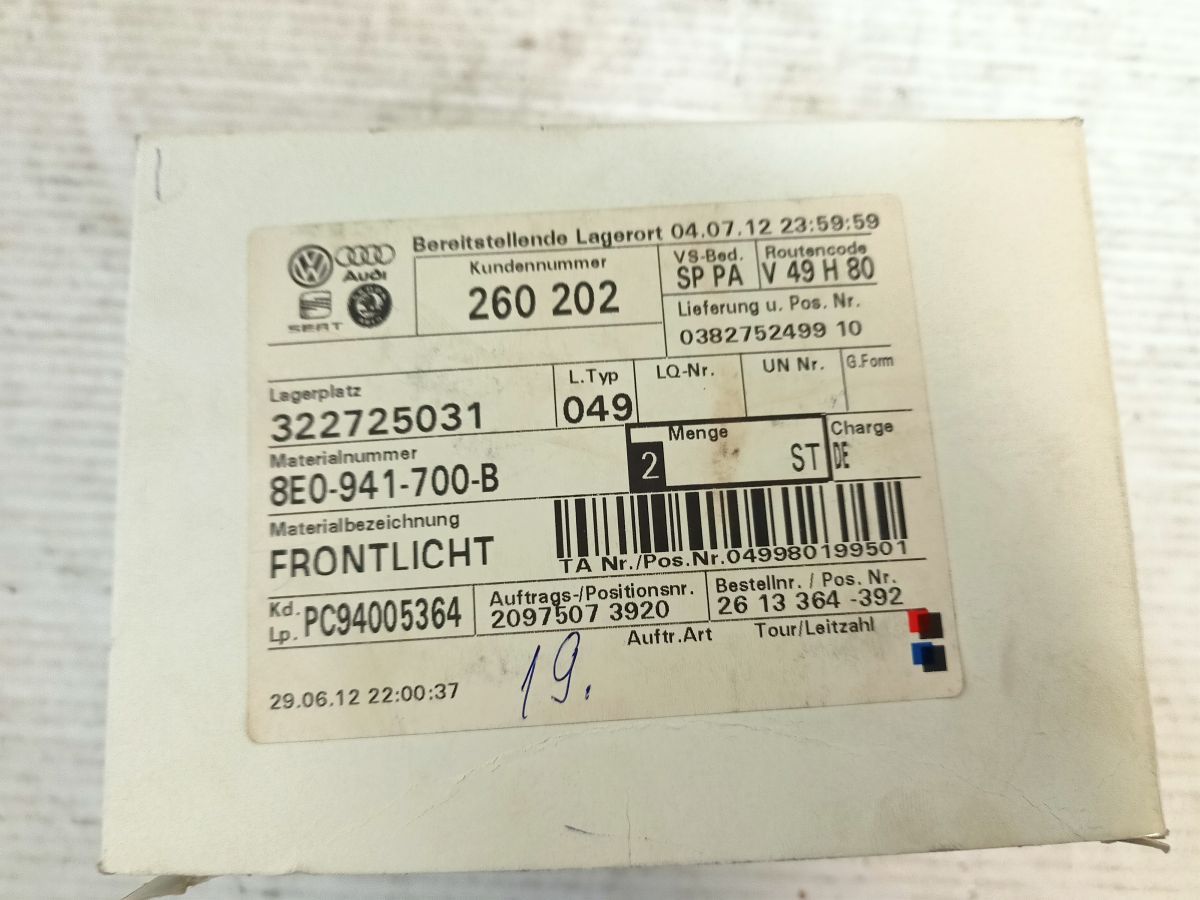 Bereitstellende Lagerort 04.07.12 23:59:59
Audi
SEAT
Kundennummer
260 202
VS-Bed.
SP PA
Routencode
V 49 H 80
Lieferung u. Pos. Nr.
0382752499 10
Lagerplatz
322725031
L.Typ
049
LQ-Nr.
UN Nr.
G.Form
Materialnummer
8E0-941-700-B
2
Menge
ST
Charge
DE
Materialbezeichnung
FRONTLICHT
TA Nr./Pos.Nr.049980199501
Kd.
Lp. PC94005364
Auftrags-/Positionsnr.
20975073920
Bestellnr. / Pos. Nr.
26 13 364 -392
Auftr.Art
Tour/Leitzahl
29.06.12 22:00:37
19.